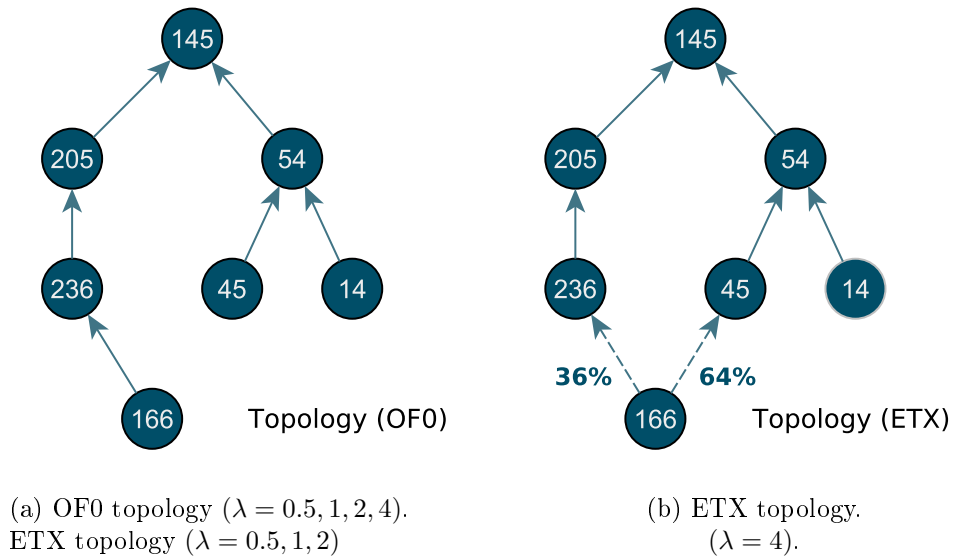 145
145
205
54
205
54
236
45
14
236
45
14
36%
64%
166
Topology (OF0)
166
Topology (ETX)
(a) OF0 topology (λ = 0.5, 1, 2, 4).
ETX topology (λ = 0.5, 1, 2)
(b) ETX topology.
(λ = 4).